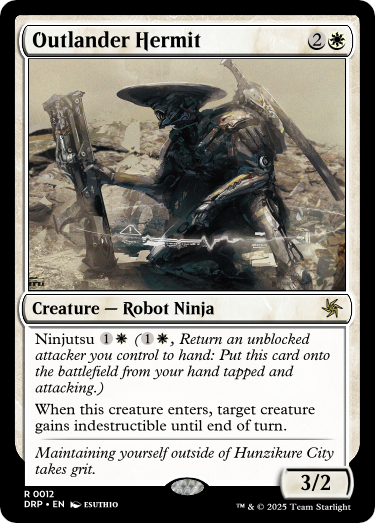 Outlander Hermit 2
Creature — Robot Ninja
Ninjutsu 1 (1, Return an unblocked
attacker you control to hand: Put this card onto
the battlefield from your hand tapped and
attacking.)
When this creature enters, target creature
gains indestructible until end of turn.
Maintaining yourself outside of Hunzikure City
takes grit.
3/2
R 0012
DRP • EN ESUTHIO
™ & © 2025 Team Starlight